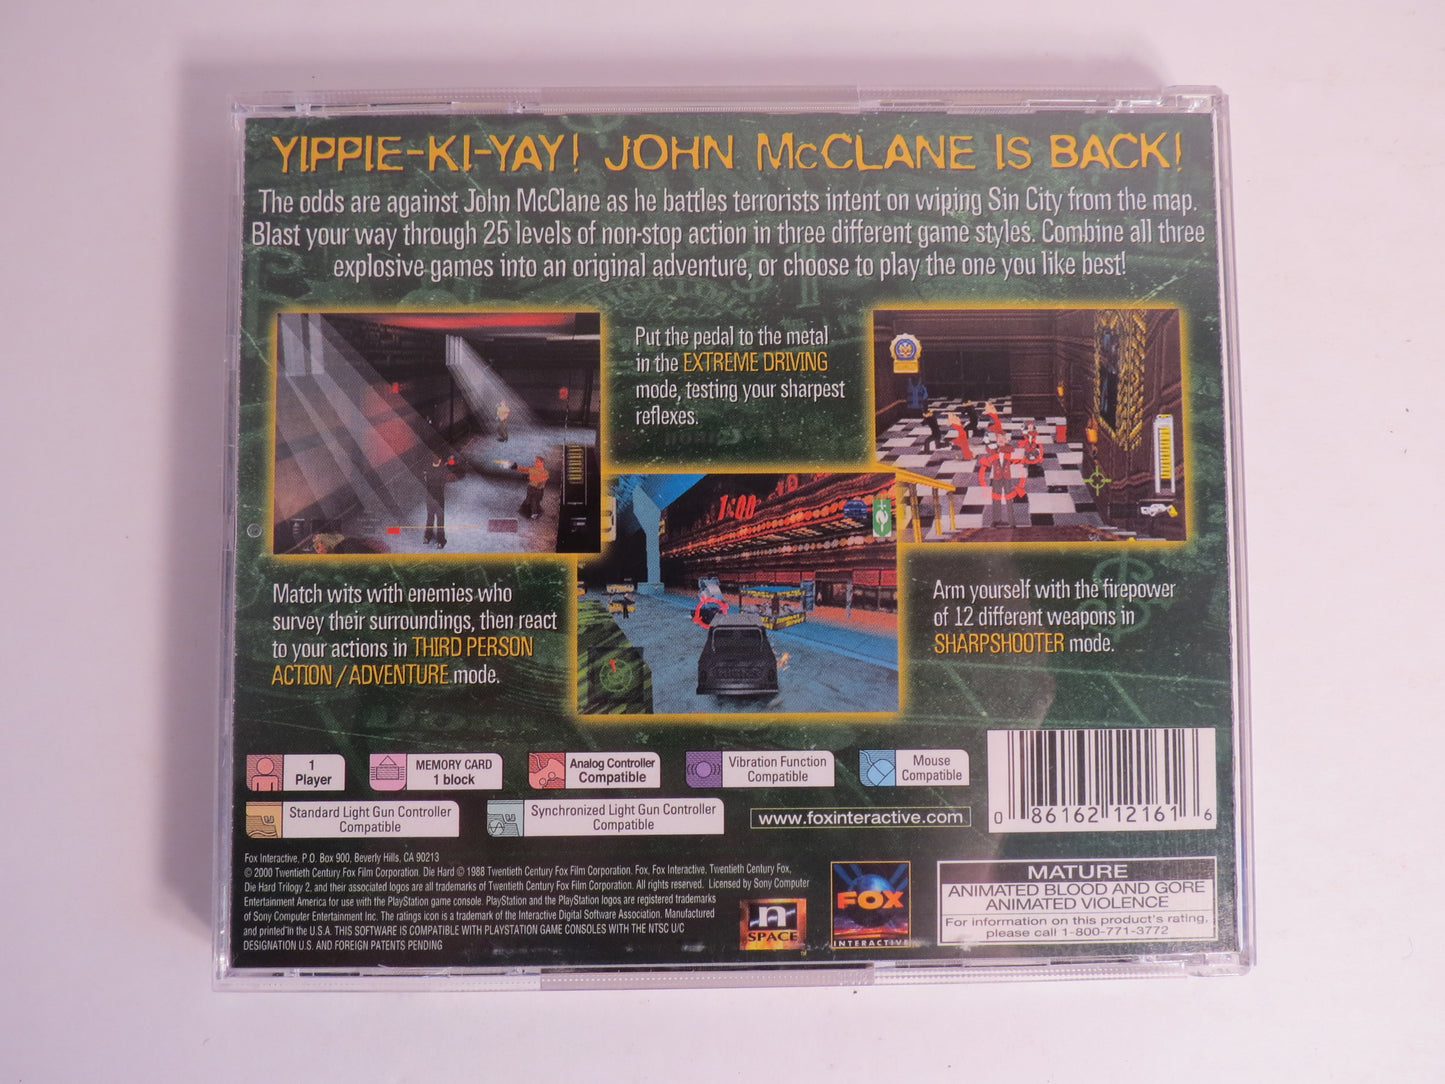 YIPPIE-KI-YAY! JOHN McCLANE IS BACK!
The odds are against John McClane as he battles terrorists intent on wiping Sin City from the map.
Blast your way through 25 levels of non-stop action in three different game styles. Combine all three
explosive games into an original adventure, or choose to play the one you like best!
Put the pedal to the metal
in the EXTREME DRIVING
mode, testing your sharpest
reflexes.
1:00
Match wits with enemies who
survey their surroundings, then react
to your actions in THIRD PERSON
ACTION/ADVENTURE mode.
Arm yourself with the firepower
of 12 different weapons in
SHARPSHOOTER mode.
1
Player
MEMORY CARD
1 block
Analog Controller
Compatible
Vibration Function
Compatible
Mouse
Compatible
Standard Light Gun Controller
Compatible
Synchronized Light Gun Controller
Compatible
www.foxinteractive.com
0 86162 12161 6
Fox Interactive, P.O. Box 900, Beverly Hills, CA 90213
© 2000 Twentieth Century Fox Film Corporation. Die Hard © 1988 Twentieth Century Fox Film Corporation. Fox, Fox Interactive, Twentieth Century Fox,
Die Hard Trilogy 2, and their associated logos are all trademarks of Twentieth Century Fox Film Corporation. All rights reserved. Licensed by Sony Computer
Entertainment America for use with the PlayStation game console. PlayStation and the PlayStation logos are registered trademarks
of Sony Computer Entertainment Inc. The ratings icon is a trademark of the Interactive Digital Software Association. Manufactured
and printed in the U.S.A. THIS SOFTWARE IS COMPATIBLE WITH PLAYSTATION GAME CONSOLES WITH THE NTSC U/C
DESIGNATION U.S. AND FOREIGN PATENTS PENDING
n
SPACE
™
FOX
INTERACTIVE
MATURE
ANIMATED BLOOD AND GORE
ANIMATED VIOLENCE
For information on this product's rating,
please call 1-800-771-3772